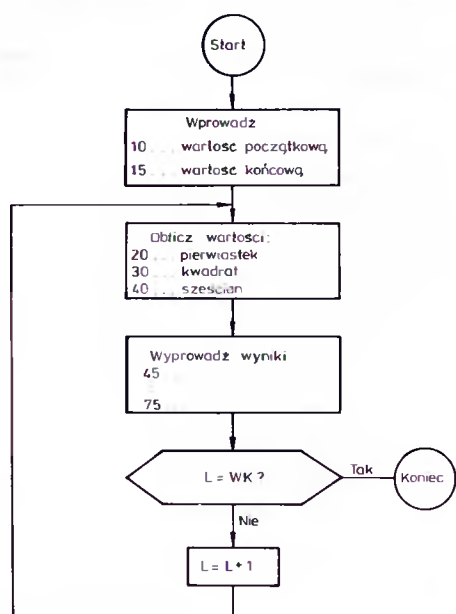 Start
Wprowadź
10 ... wartość początkową
15 ... wartość końcową
Oblicz wartości:
20 ... pierwiastek
30 ... kwadrat
40 ... sześcian
Wyprowadź wyniki
45
75
L = WK ?
Tak
Koniec
Nie
L = L + 1